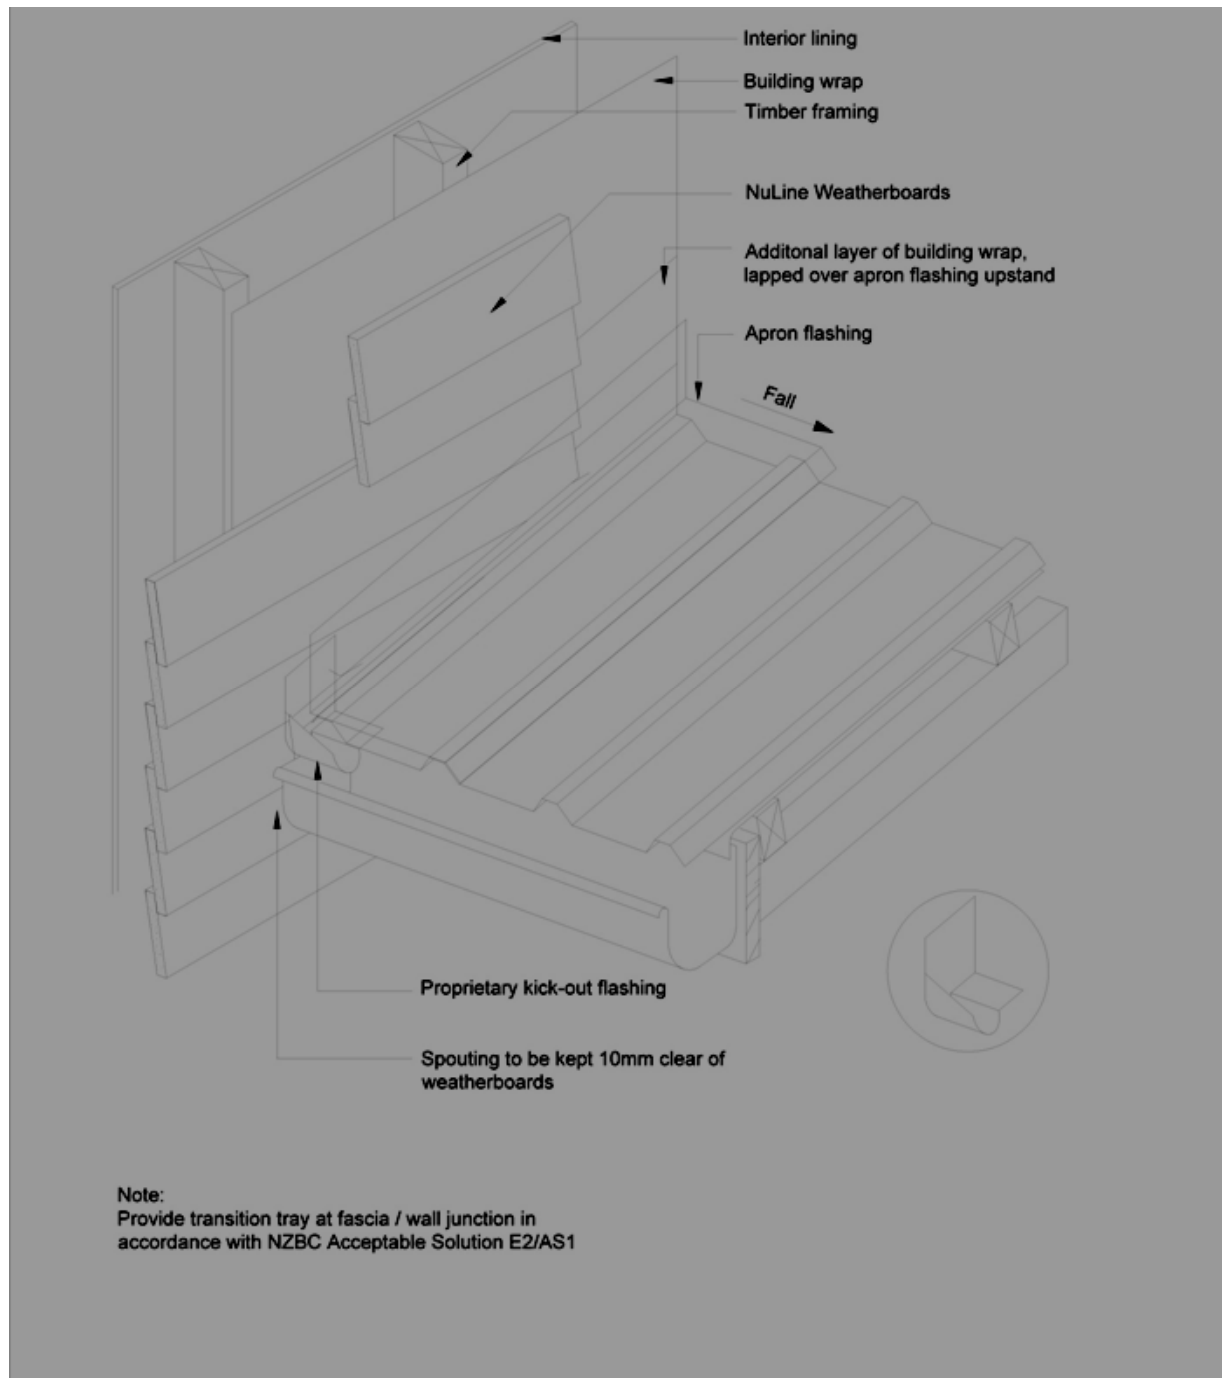 Interior lining
Building wrap
Timber framing
NuLine Weatherboards
Additonal layer of building wrap,
lapped over apron flashing upstand
Apron flashing
Fall
Proprietary kick-out flashing
Spouting to be kept 10mm clear of
weatherboards
Note:
Provide transition tray at fascia / wall junction in
accordance with NZBC Acceptable Solution E2/AS1